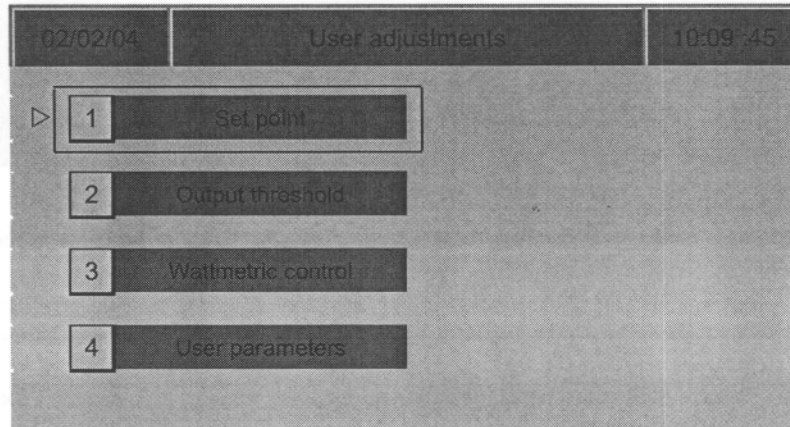 02/02/04 User adjustments 10:09 :45
1 Set point
2 Output threshold
3 Wattmetric control
4 User parameters